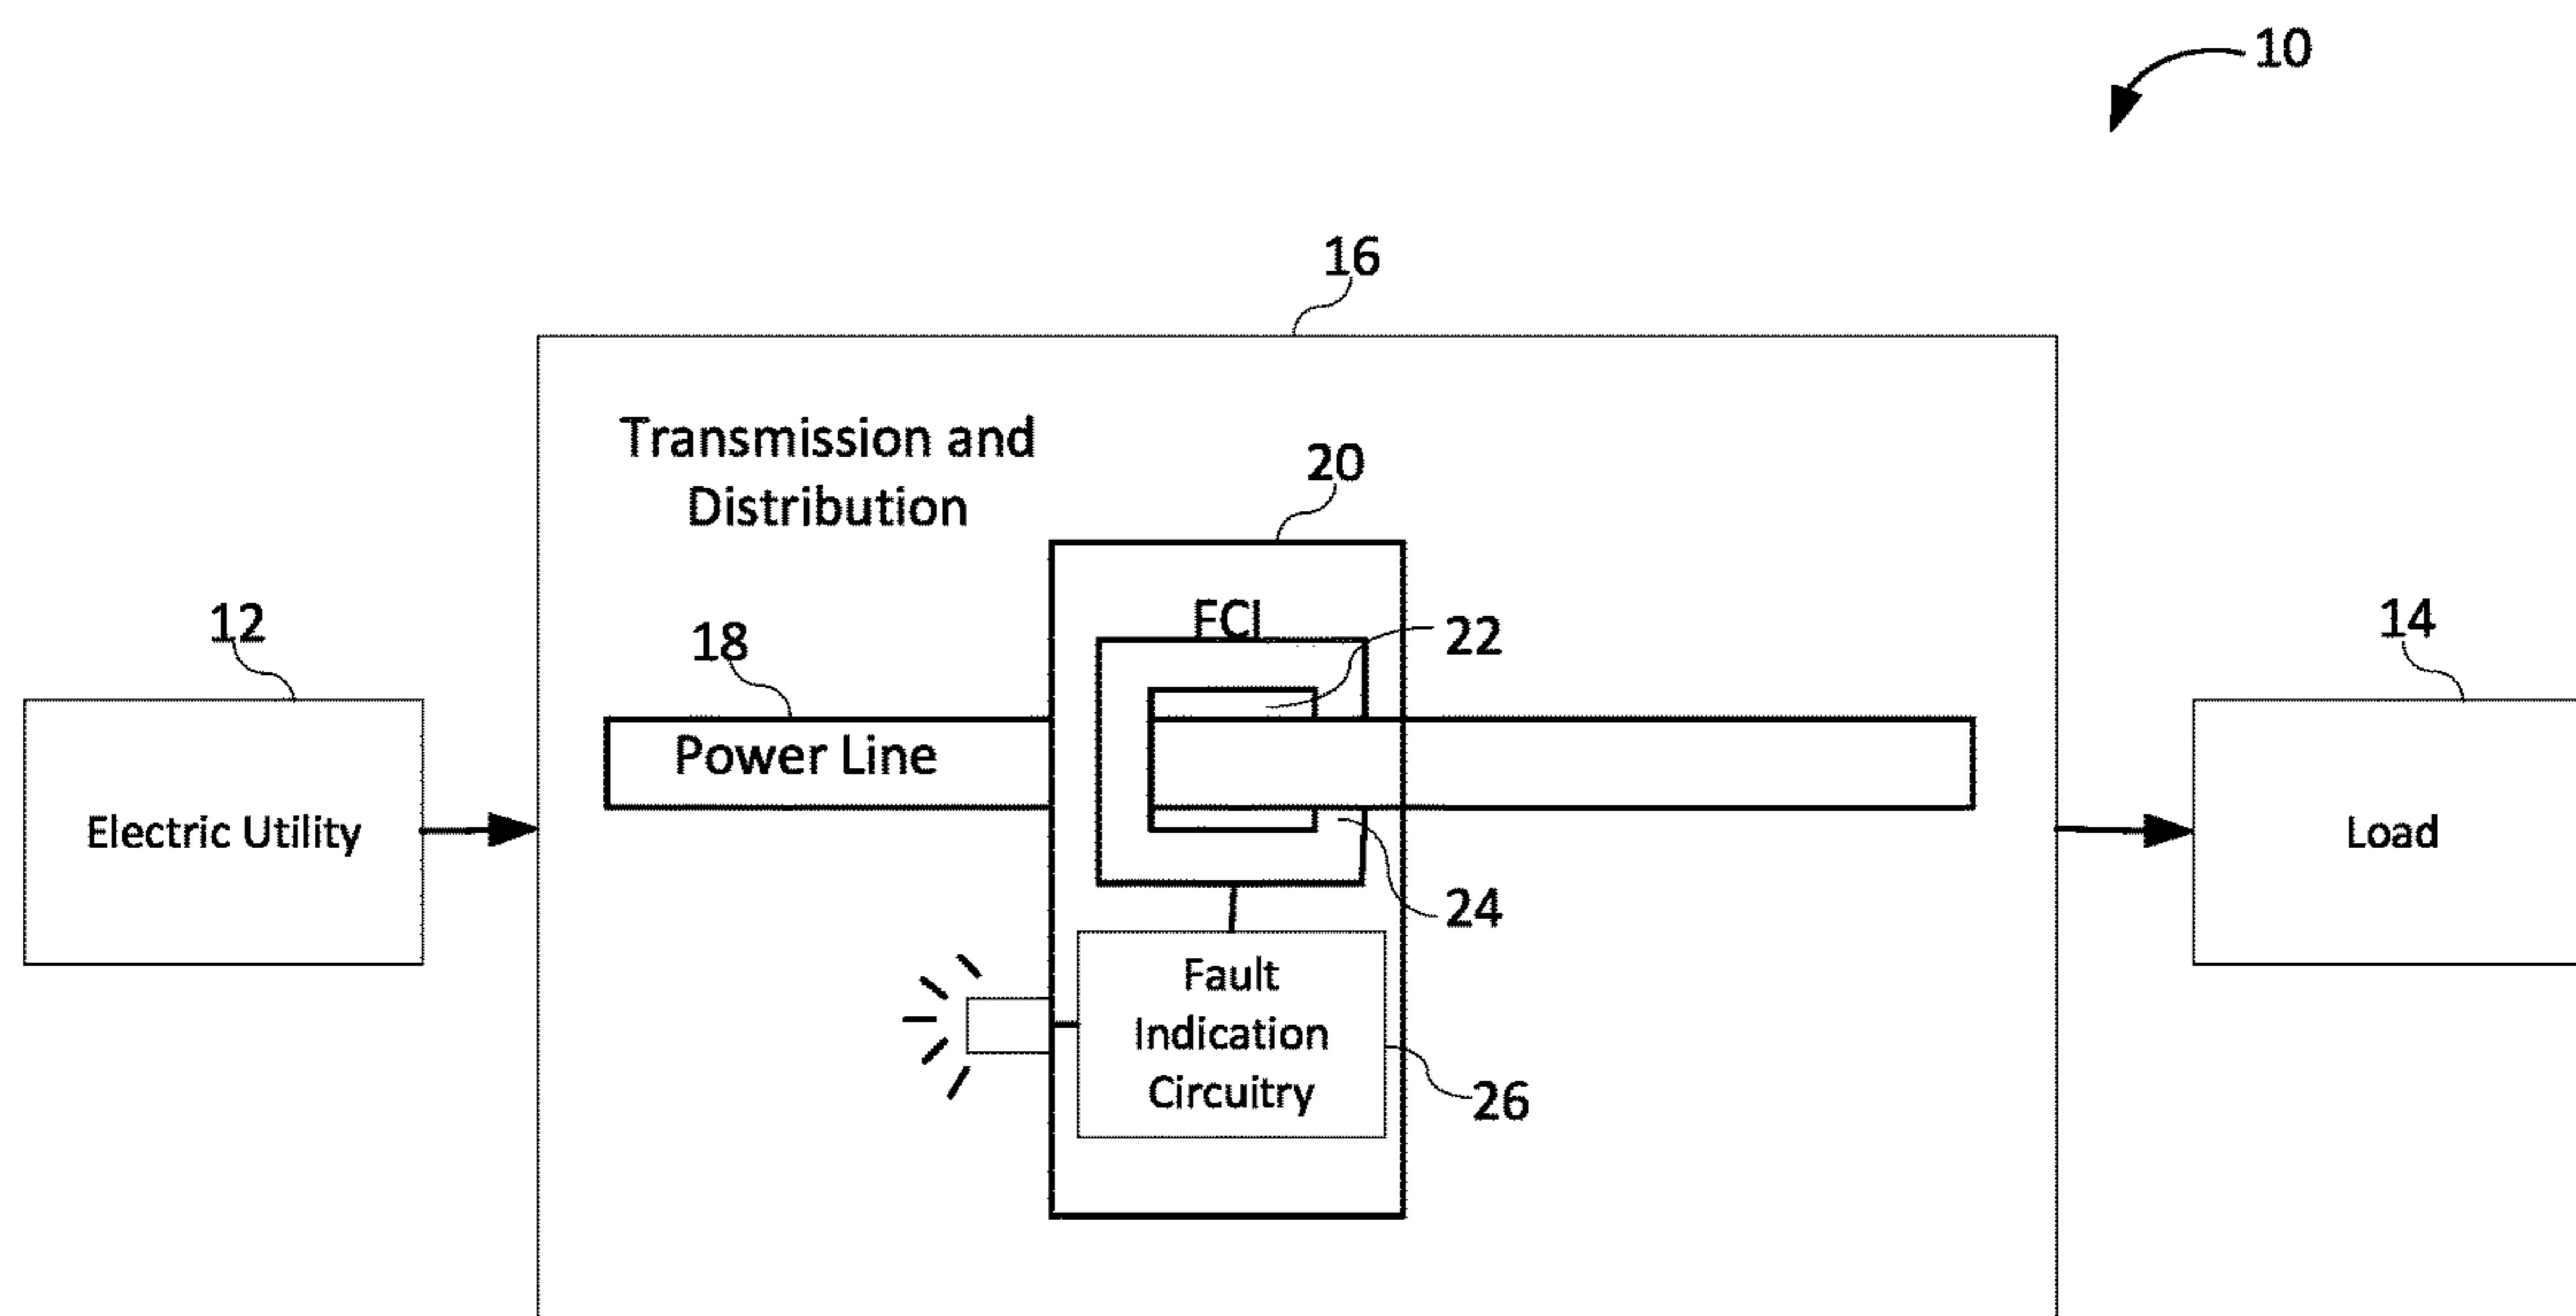 10
16
Transmission and
Distribution
20
FCI
12
18
22
14
Power Line
Electric Utility
Load
24
Fault
Indication
Circuitry
26